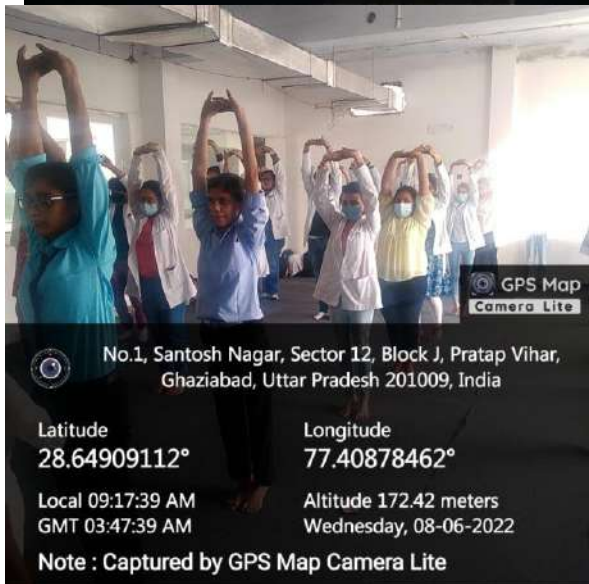 GPS Map
Camera Lite
No.1, Santosh Nagar, Sector 12, Block J, Pratap Vihar,
Ghaziabad, Uttar Pradesh 201009, India
Latitude
28.64909112°
Longitude
77.40878462°
Local 09:17:39 AM
GMT 03:47:39 AM
Altitude 172.42 meters
Wednesday, 08-06-2022
Note : Captured by GPS Map Camera Lite